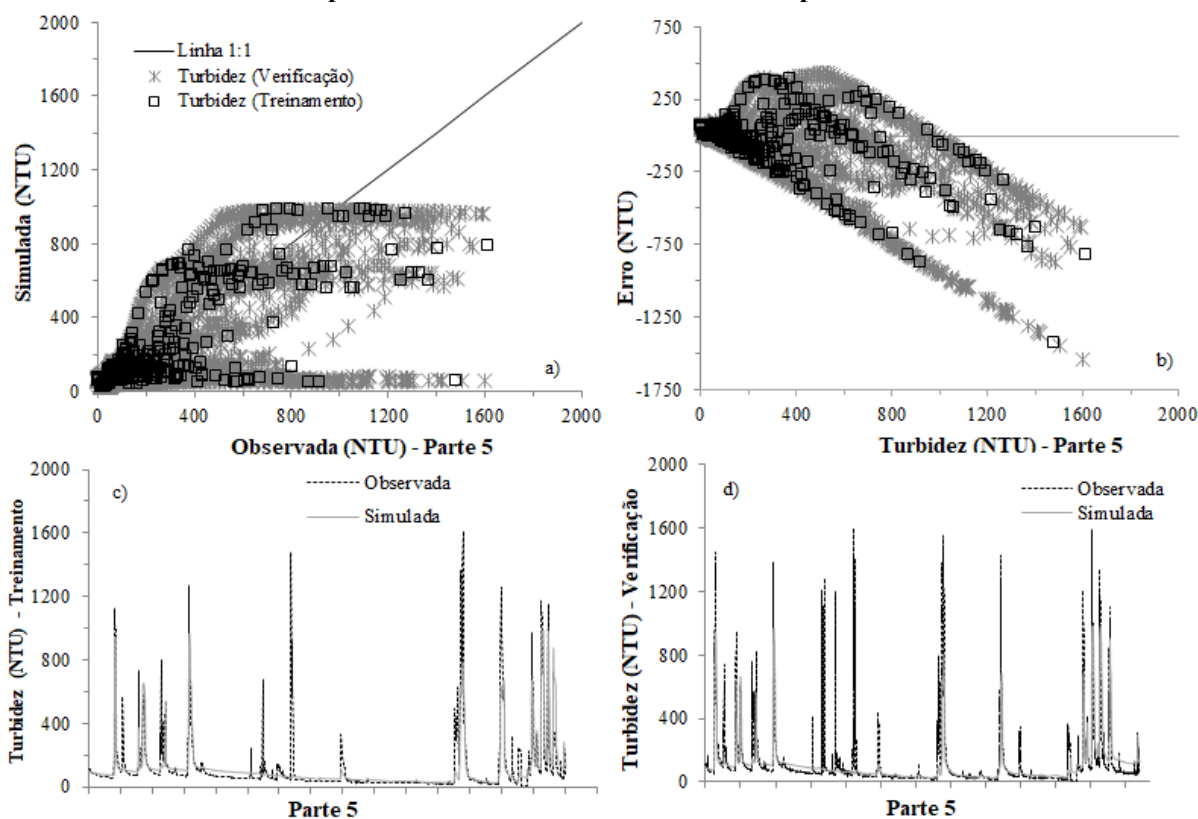 2000
1600
1200
800
400
0
Simulada (NTU)
Linha 1:1
Turbidez (Verificação)
Turbidez (Treinamento)
a)
0 400 800 1200 1600 2000
Observada (NTU) - Parte 5
750
250
-250
-750
-1250
-1750
Erro (NTU)
b)
0 400 800 1200 1600 2000
Turbidez (NTU) - Parte 5
2000
1600
1200
800
400
0
Turbidez (NTU) - Treinamento
c)
Observada
Simulada
Parte 5
2000
1600
1200
800
400
0
Turbidez (NTU) - Verificação
d)
Observada
Simulada
Parte 5